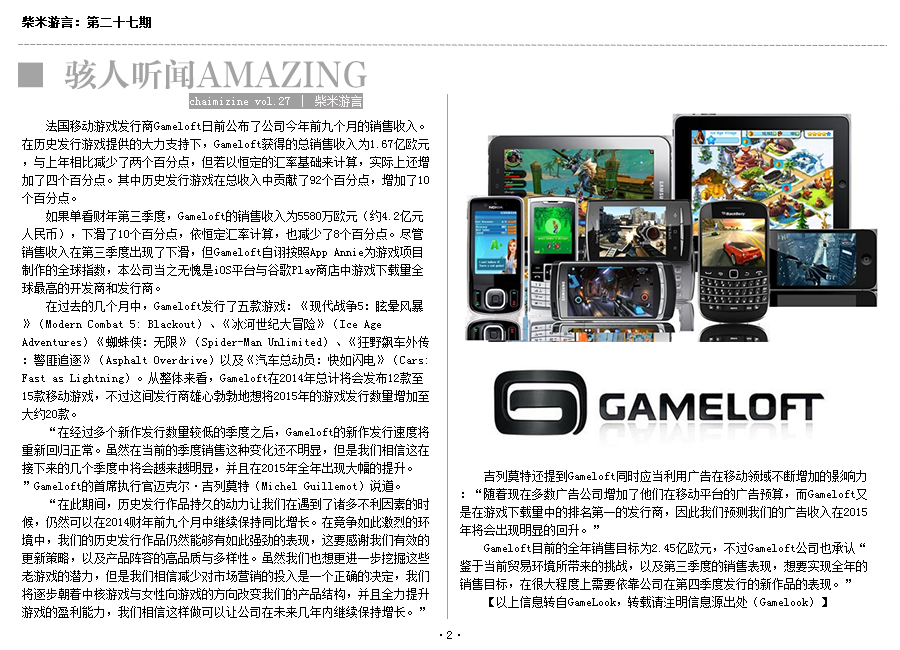 柴米游言：第二十七期
骇人听闻AMAZING
chaimizine vol.27 ｜ 柴米游言
法国移动游戏发行商Gameloft日前公布了公司今年前九个月的销售收入。
在历史发行游戏提供的大力支持下，Gameloft获得的总销售收入为1.67亿欧元
，与上年相比减少了两个百分点，但若以恒定的汇率基础来计算，实际上还增
加了四个百分点。其中历史发行游戏在总收入中贡献了92个百分点，增加了10
个百分点。
如果单看财年第三季度，Gameloft的销售收入为5580万欧元（约4.2亿元
人民币），下滑了10个百分点，依恒定汇率计算，也减少了8个百分点。尽管
销售收入在第三季度出现了下滑，但Gameloft自诩按照App Annie为游戏项目
制作的全球指数，本公司当之无愧是iOS平台与谷歌Play商店中游戏下载量全
球最高的开发商和发行商。
在过去的几个月中，Gameloft发行了五款游戏：《现代战争5：眩晕风暴
》（Modern Combat 5: Blackout）、《冰河世纪大冒险》（Ice Age
Adventures）《蜘蛛侠：无限》（Spider-Man Unlimited）、《狂野飙车外传
：警匪追逐》（Asphalt Overdrive）以及《汽车总动员：快如闪电》（Cars:
Fast as Lightning）。从整体来看，Gameloft在2014年总计将会发布12款至
15款移动游戏，不过这间发行商雄心勃勃地想将2015年的游戏发行数量增加至
大约20款。
“在经过多个新作发行数量较低的季度之后，Gameloft的新作发行速度将
重新回归正常。虽然在当前的季度销售这种变化还不明显，但是我们相信这在
接下来的几个季度中将会越来越明显，并且在2015年全年出现大幅的提升。
”Gameloft的首席执行官迈克尔·吉列莫特（Michel Guillemot）说道。
“在此期间，历史发行作品持久的动力让我们在遇到了诸多不利因素的时
候，仍然可以在2014财年前九个月中继续保持同比增长。在竞争如此激烈的环
境中，我们的历史发行作品仍然能够有如此强劲的表现，这要感谢我们有效的
更新策略，以及产品阵容的高品质与多样性。虽然我们也想更进一步挖掘这些
老游戏的潜力，但是我们相信减少对市场营销的投入是一个正确的决定，我们
将逐步朝着中核游戏与女性向游戏的方向改变我们的产品结构，并且全力提升
游戏的盈利能力，我们相信这样做可以让公司在未来几年内继续保持增长。”
NOKIA
SAMSUNG
BlackBerry
GAMELOFT
吉列莫特还提到Gameloft同时应当利用广告在移动领域不断增加的影响力
：“随着现在多数广告公司增加了他们在移动平台的广告预算，而Gameloft又
是在游戏下载量中的排名第一的发行商，因此我们预测我们的广告收入在2015
年将会出现明显的回升。”
Gameloft目前的全年销售目标为2.45亿欧元，不过Gameloft公司也承认“
鉴于当前贸易环境所带来的挑战，以及第三季度的销售表现，想要实现全年的
销售目标，在很大程度上需要依靠公司在第四季度发行的新作品的表现。”
【以上信息转自GameLook，转载请注明信息源出处（Gamelook）】
·2·